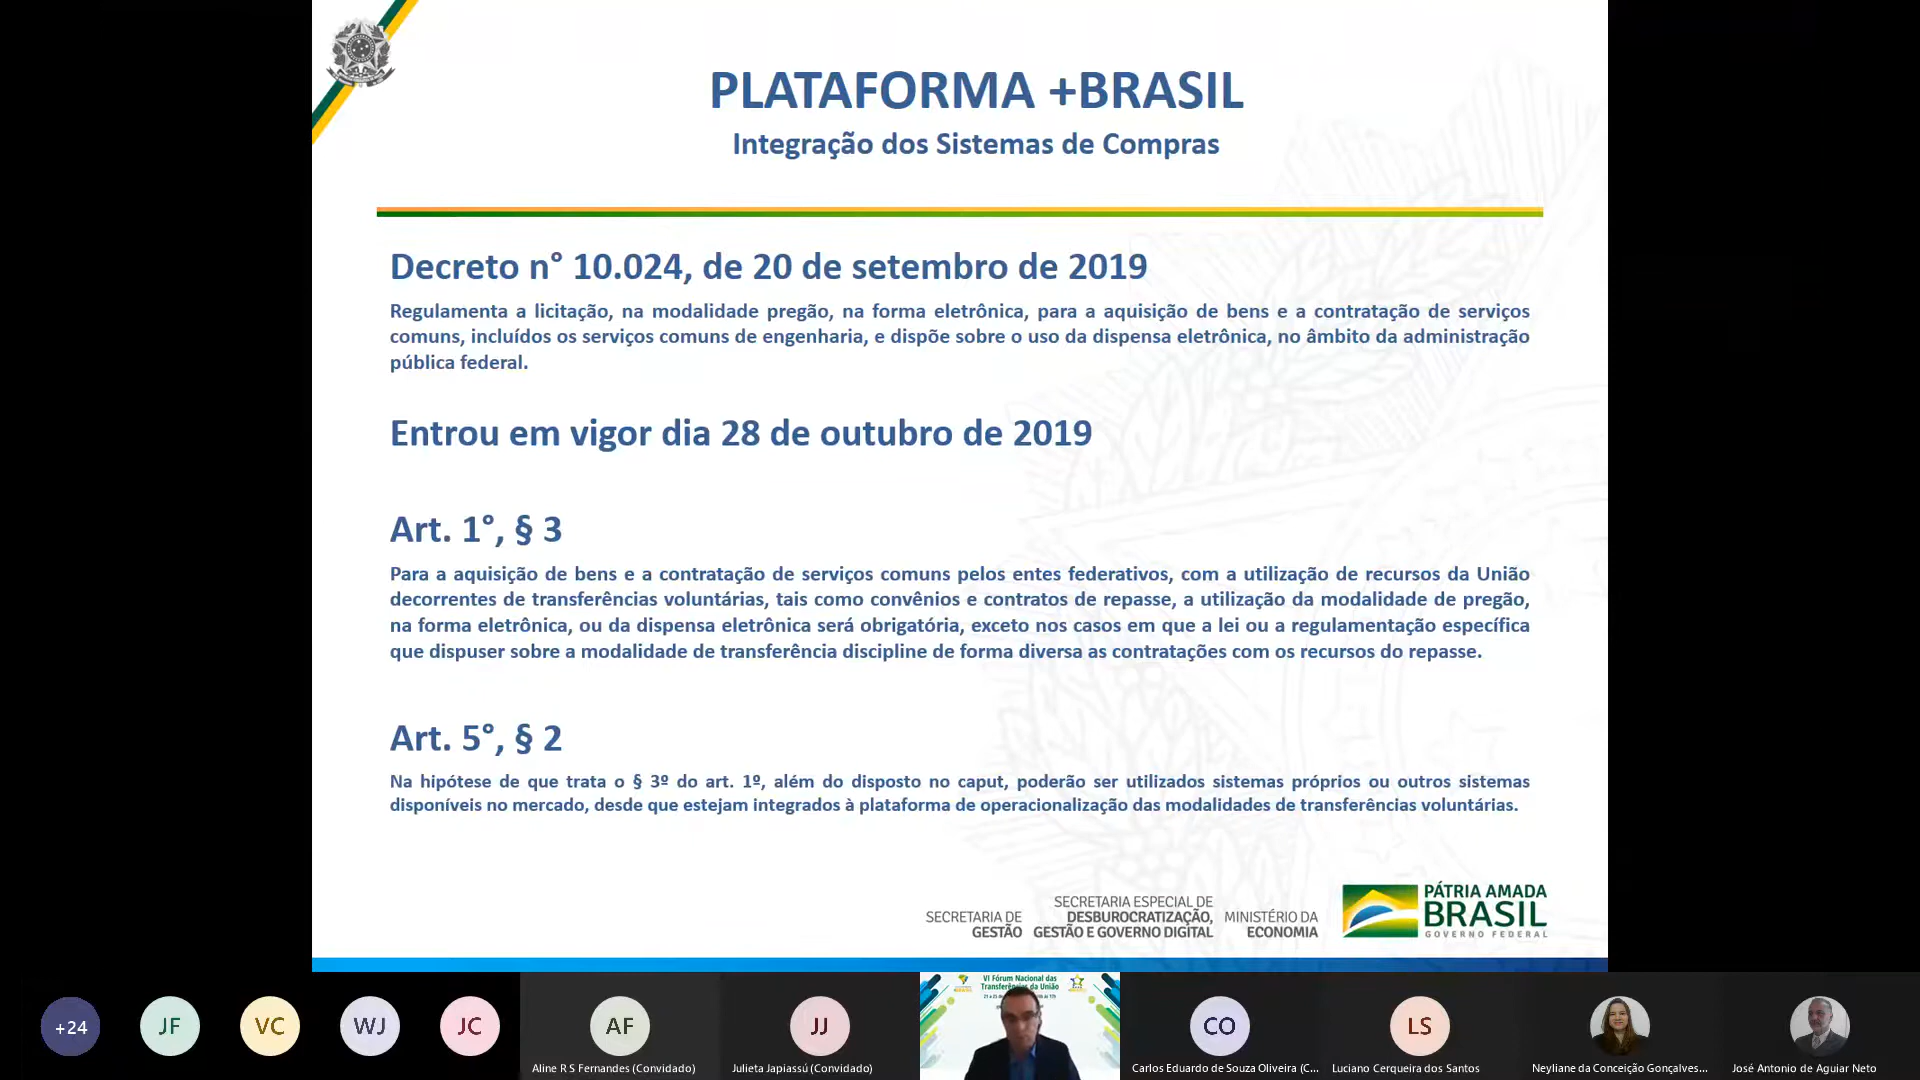 PLATAFORMA +BRASIL
Integração dos Sistemas de Compras
Decreto n° 10.024, de 20 de setembro de 2019
Regulamenta a licitação, na modalidade pregão, na forma eletrônica, para a aquisição de bens e a contratação de serviços
comuns, incluídos os serviços comuns de engenharia, e dispõe sobre o uso da dispensa eletrônica, no âmbito da administração
pública federal.
Entrou em vigor dia 28 de outubro de 2019
Art. 1°, § 3
Para a aquisição de bens e a contratação de serviços comuns pelos entes federativos, com a utilização de recursos da União
decorrentes de transferências voluntárias, tais como convênios e contratos de repasse, a utilização da modalidade de pregão,
na forma eletrônica, ou da dispensa eletrônica será obrigatória, exceto nos casos em que a lei ou a regulamentação específica
que dispuser sobre a modalidade de transferência discipline de forma diversa as contratações com os recursos do repasse.
Art. 5°, § 2
Na hipótese de que trata o § 3º do art. 1º, além do disposto no caput, poderão ser utilizados sistemas próprios ou outros sistemas
disponíveis no mercado, desde que estejam integrados à plataforma de operacionalização das modalidades de transferências voluntárias.
SECRETARIA DE
GESTÃO
SECRETARIA ESPECIAL DE
DESBUROCRATIZAÇÃO,
GESTÃO E GOVERNO DIGITAL
MINISTÉRIO DA
ECONOMIA
PÁTRIA AMADA
BRASIL
GOVERNO FEDERAL
+24
JF
VC
WJ
JC
AF
Aline R S Fernandes (Convidado)
JJ
Julieta Japiassú (Convidado)
VI Fórum Nacional das
Transferências da União
CO
Carlos Eduardo de Souza Oliveira (C...
LS
Luciano Cerqueira dos Santos
Neyliane da Conceição Gonçalves...
José Antonio de Aguiar Neto